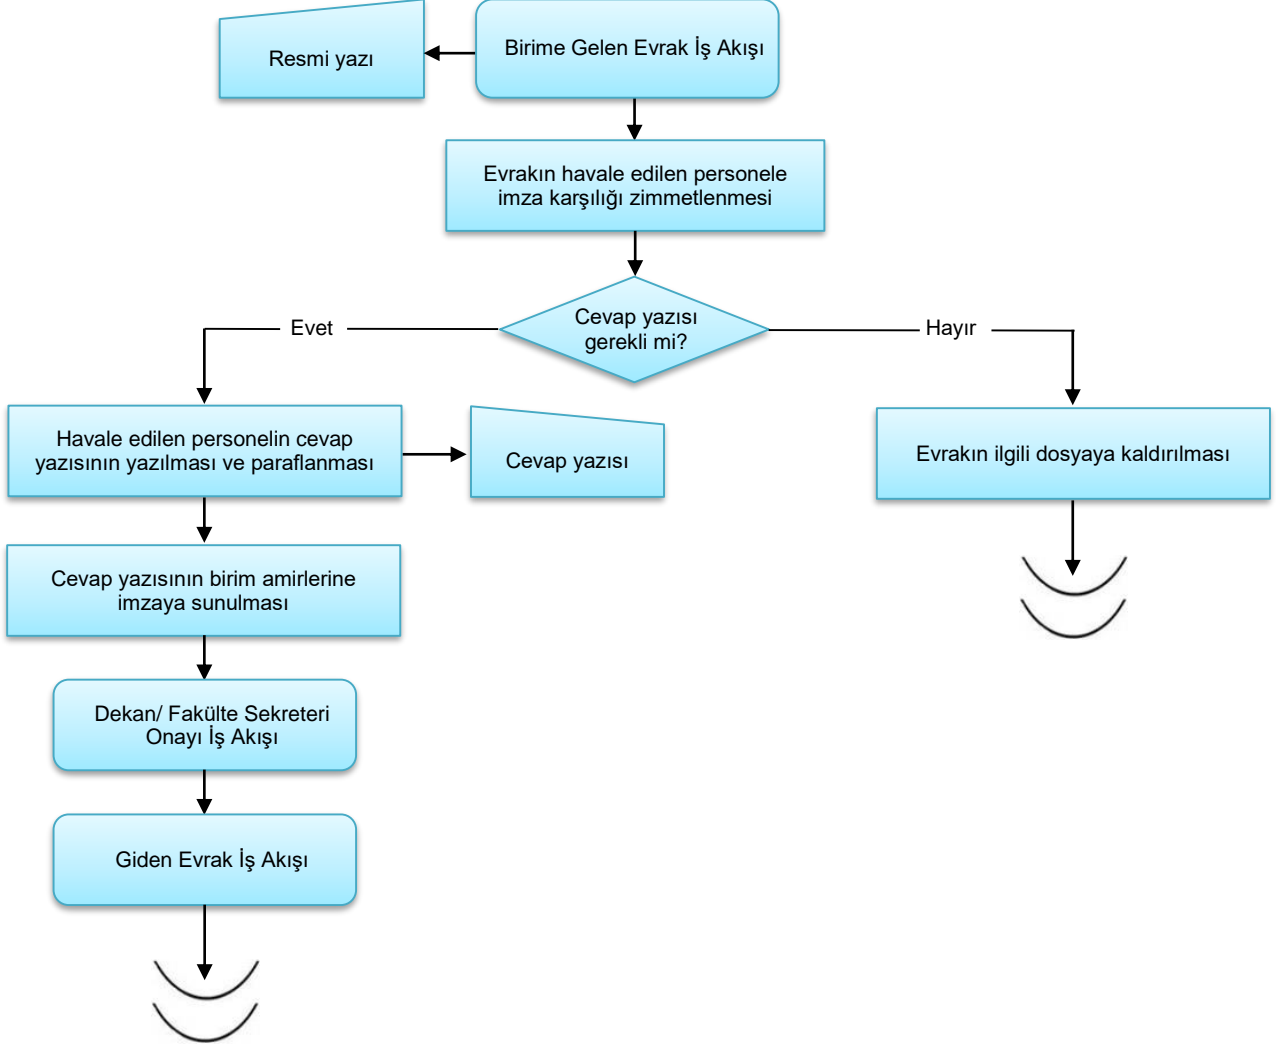 Resmi yazı
Birime Gelen Evrak İş Akışı
Evrakın havale edilen personele
imza karşılığı zimmetlenmesi
Cevap yazısı
gerekli mi?
Evet
Hayır
Havale edilen personelin cevap
yazısının yazılması ve paraflanması
Cevap yazısı
Evrakın ilgili dosyaya kaldırılması
Cevap yazısının birim amirlerine
imzaya sunulması
Dekan/ Fakülte Sekreteri
Onayı İş Akışı
Giden Evrak İş Akışı